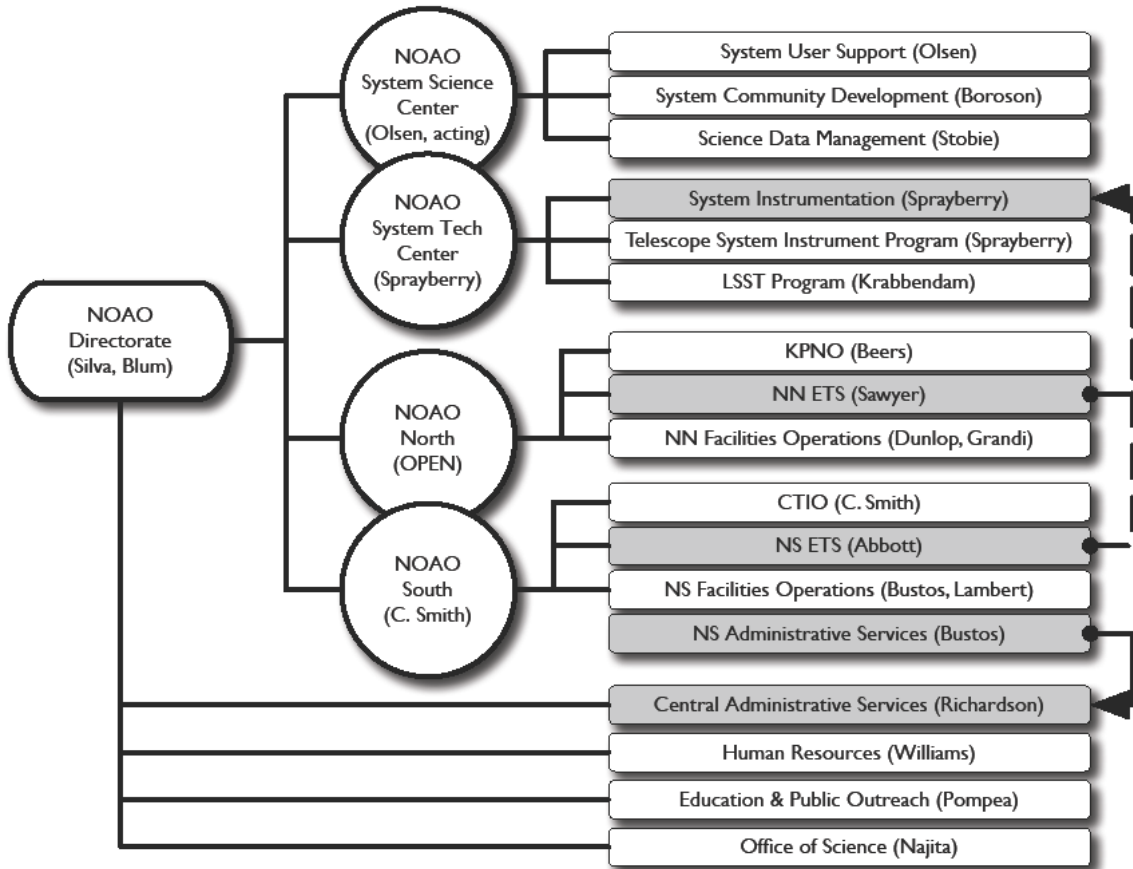 NOAO
System Science
Center
(Olsen, acting)
System User Support (Olsen)
System Community Development (Boroson)
Science Data Management (Stobie)
NOAO
System Tech
Center
(Sprayberry)
System Instrumentation (Sprayberry)
Telescope System Instrument Program (Sprayberry)
LSST Program (Krabbendam)
NOAO
Directorate
(Silva, Blum)
NOAO
North
(OPEN)
KPNO (Beers)
NN ETS (Sawyer)
NN Facilities Operations (Dunlop, Grandi)
NOAO
South
(C. Smith)
CTIO (C. Smith)
NS ETS (Abbott)
NS Facilities Operations (Bustos, Lambert)
NS Administrative Services (Bustos)
Central Administrative Services (Richardson)
Human Resources (Williams)
Education & Public Outreach (Pompea)
Office of Science (Najita)